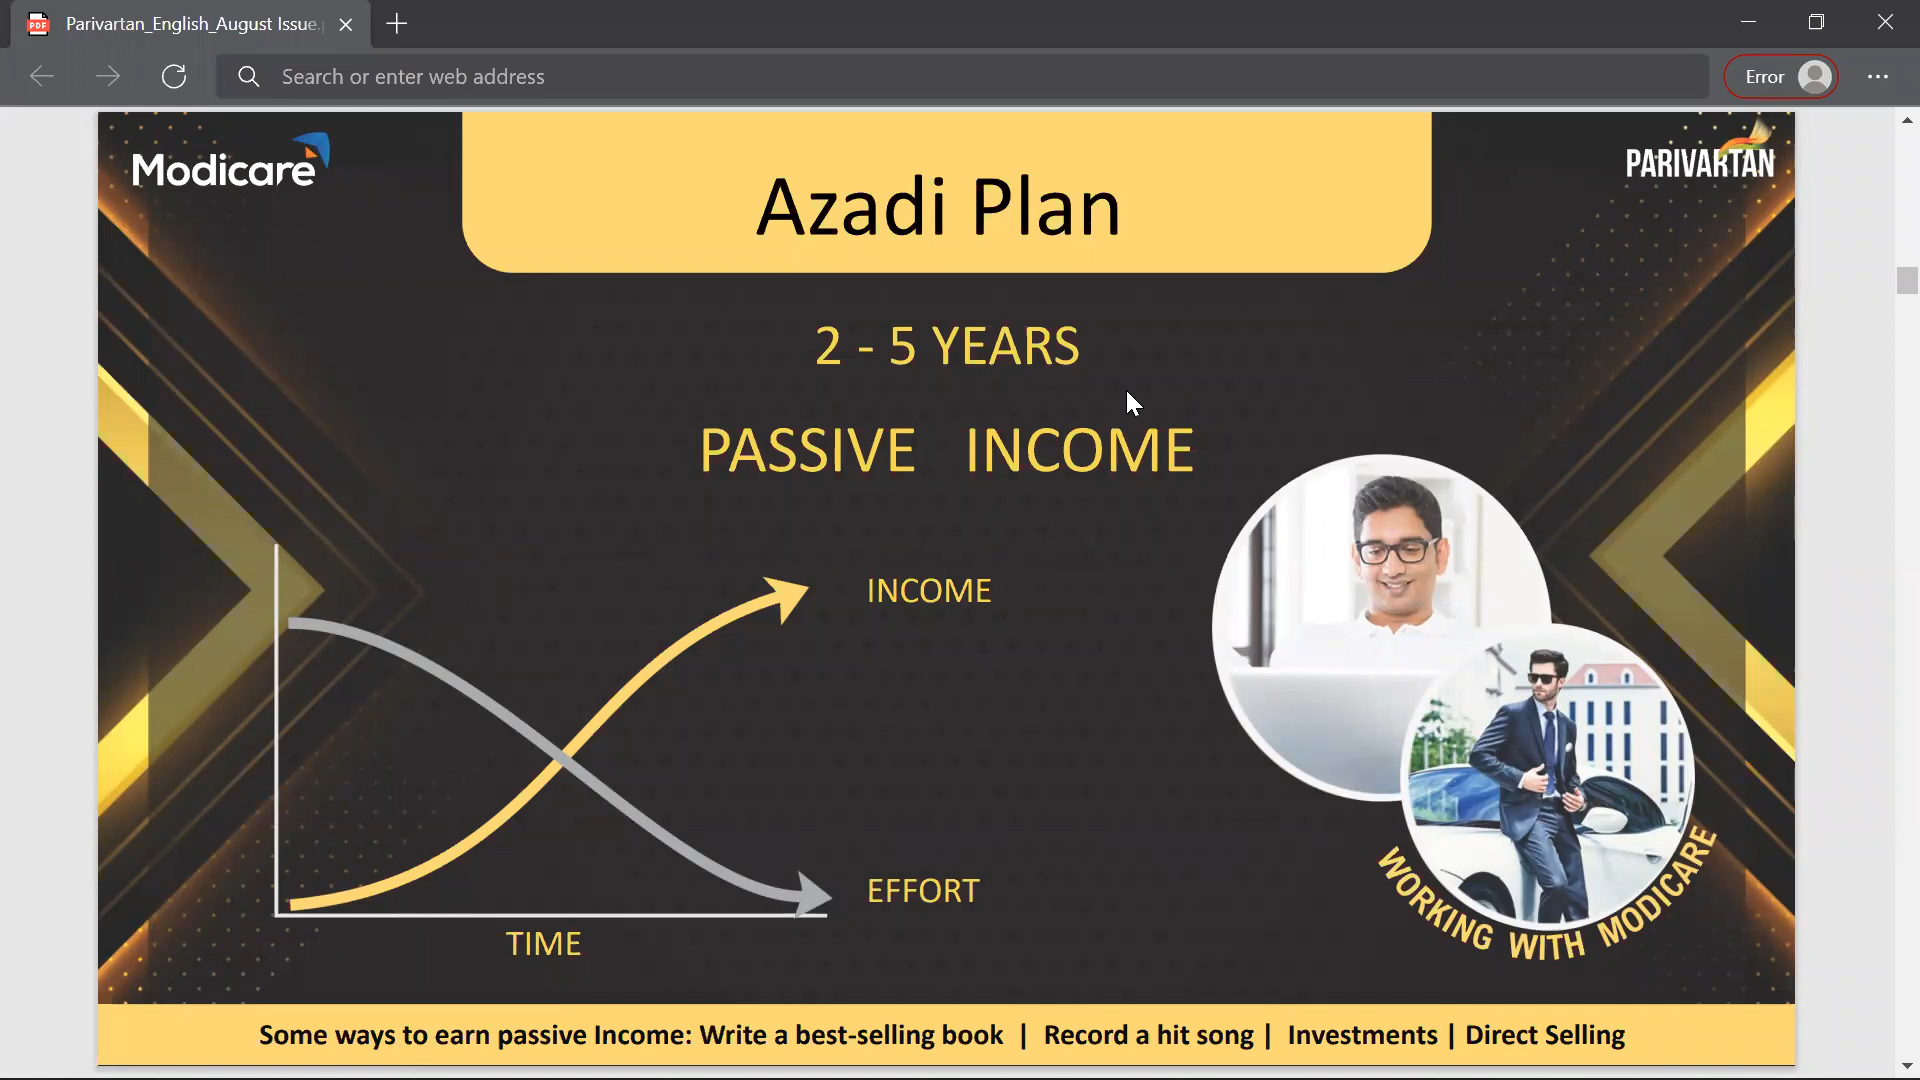 Parivartan_English_August Issue.
Search or enter web address
Error
Modicare
PARIVARTAN
Azadi Plan
2 - 5 YEARS
PASSIVE INCOME
INCOME
EFFORT
TIME
WORKING WITH MODICARE
Some ways to earn passive Income: Write a best-selling book | Record a hit song | Investments | Direct Selling